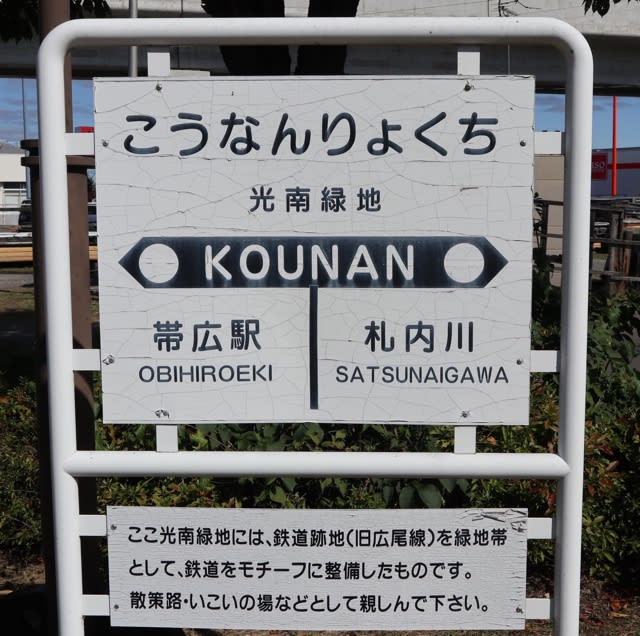 こうなんりょくち
光南緑地
KOUNAN
帯広駅 札内川
OBIHIROEKI SATSUNAIGAWA
ここ光南緑地には、鉄道跡地(旧広尾線)を緑地帯
として、鉄道をモチーフに整備したものです。
散策路・いこいの場などとして親しんで下さい。